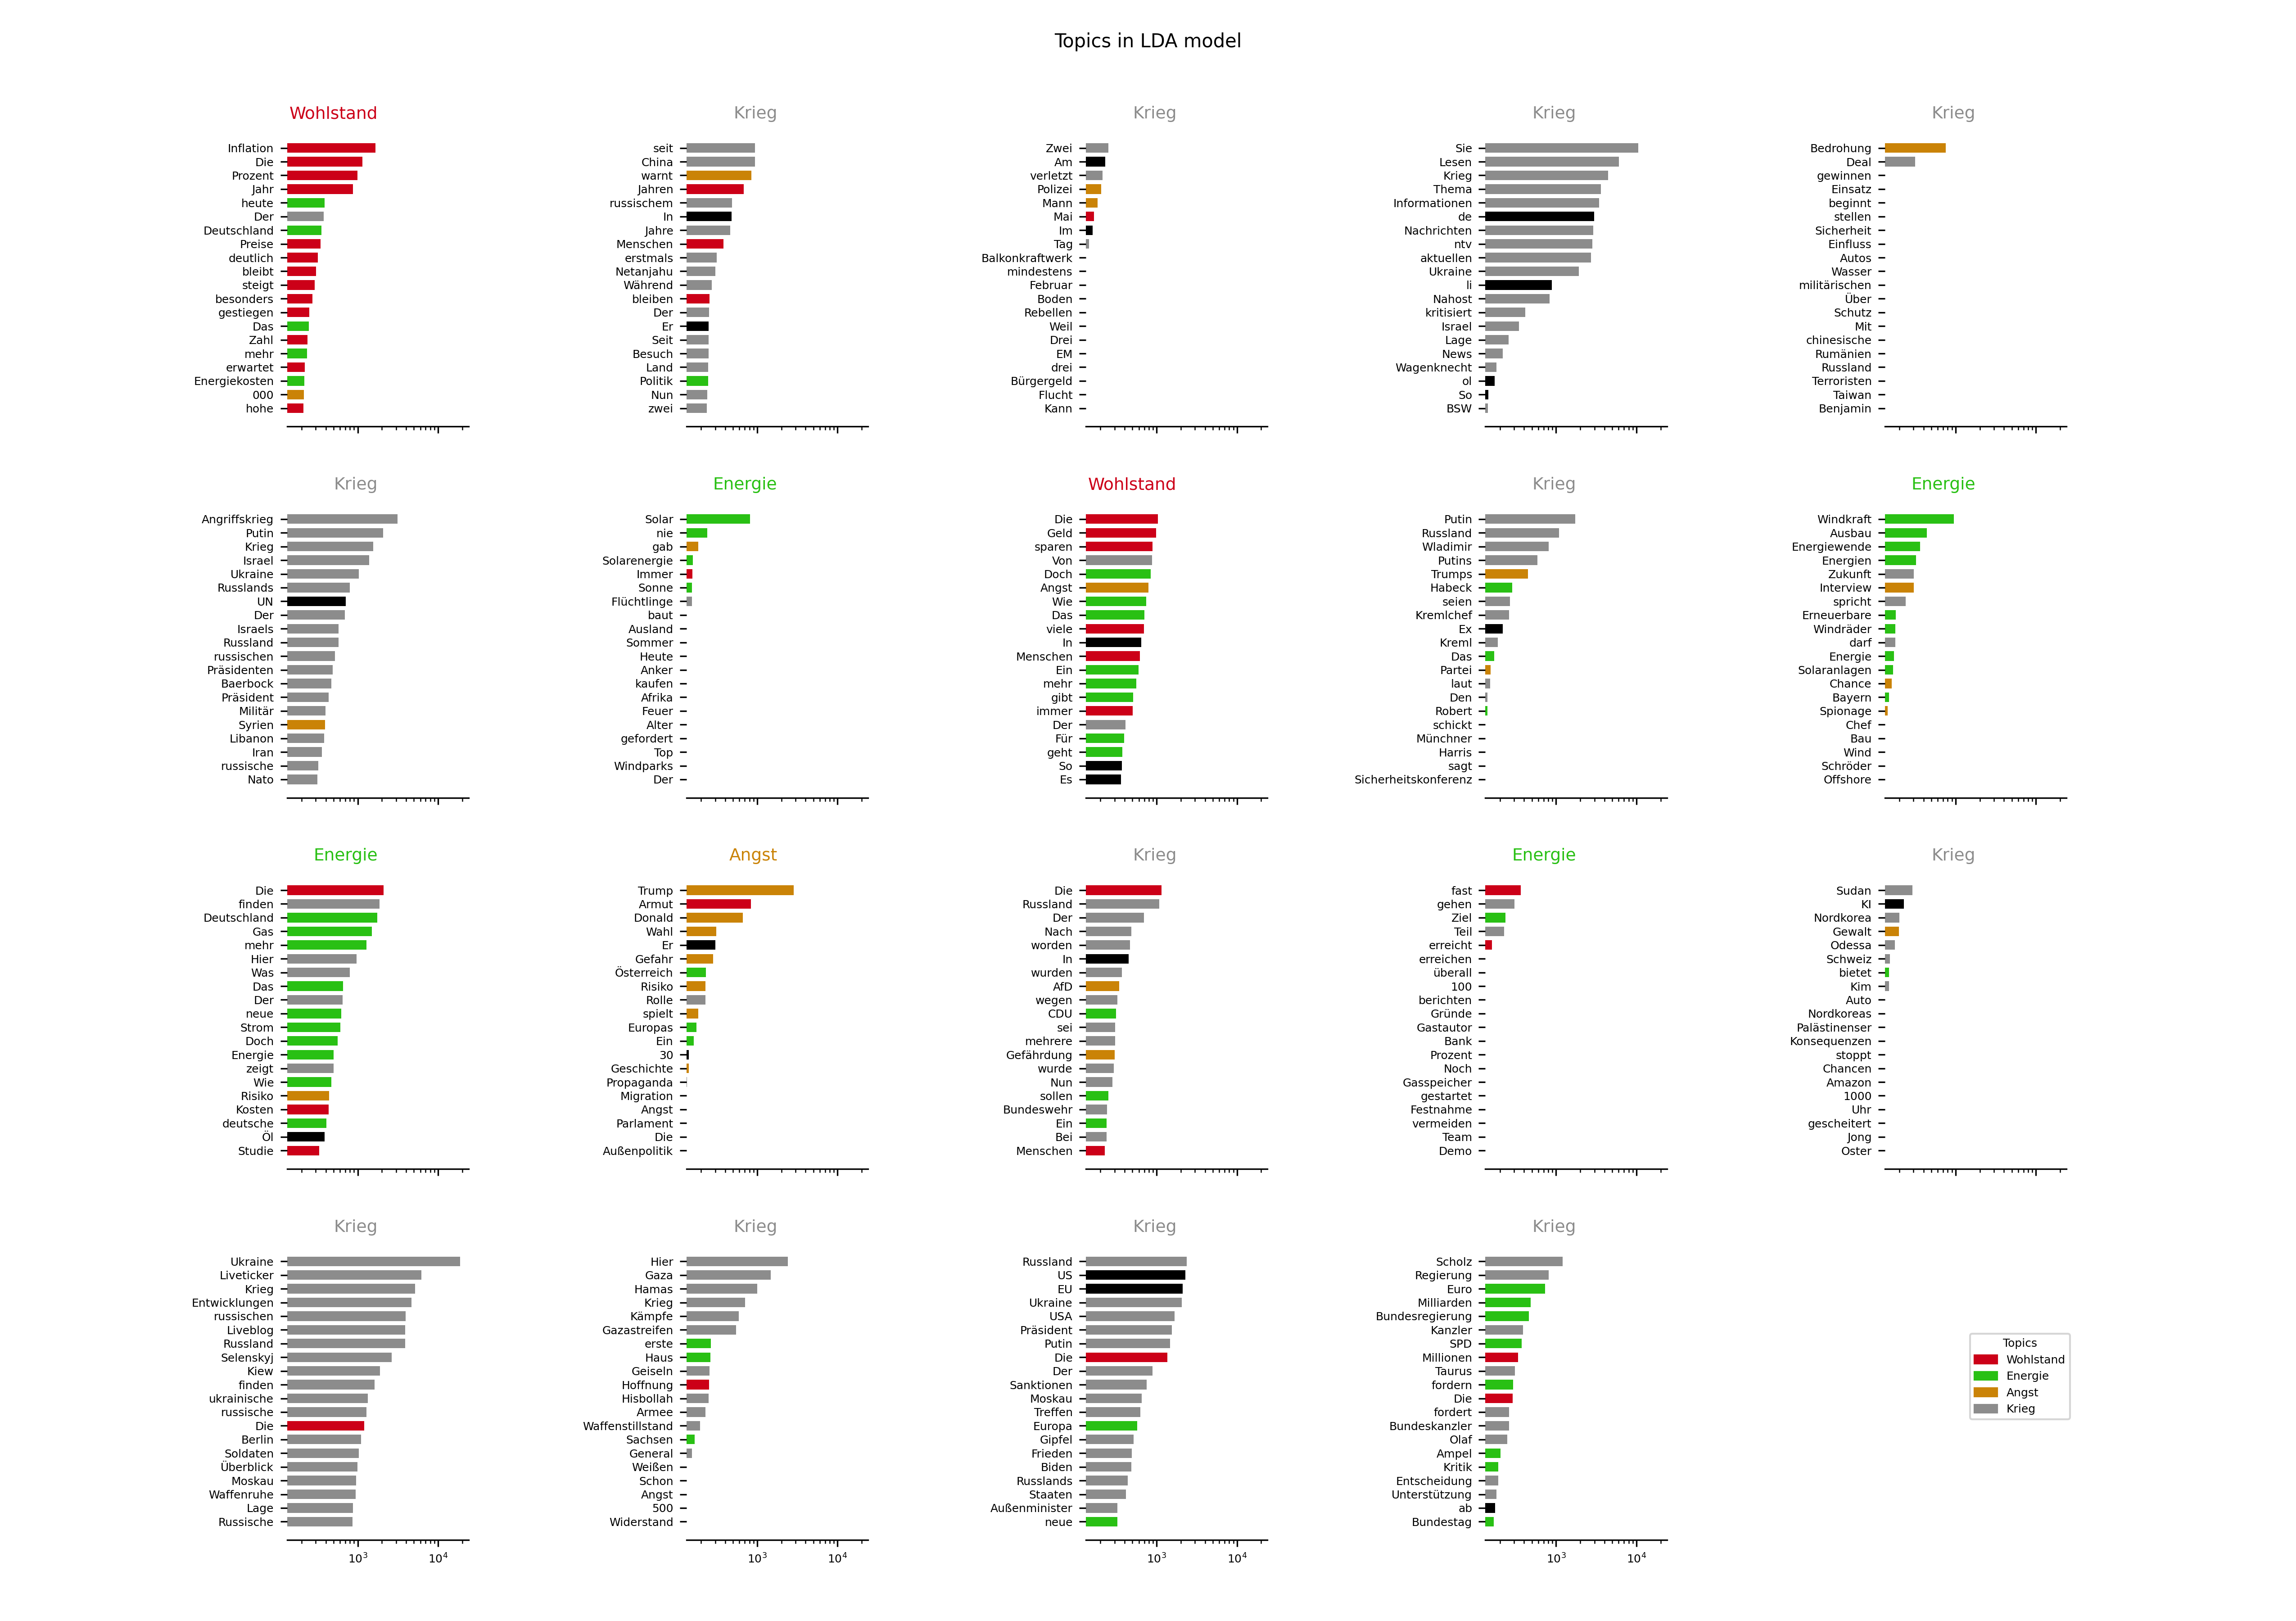 Topics in LDA model
Wohlstand
Inflation
Die
Prozent
Jahr
heute
Der
Deutschland
Preise
deutlich
bleibt
steigt
besonders
gestiegen
Das
Zahl
mehr
erwartet
Energiekosten
000
hohe
Krieg
seit
China
warnt
Jahren
russischem
In
Jahre
Menschen
erstmals
Netanjahu
Während
bleiben
Der
Er
Seit
Besuch
Land
Politik
Nun
zwei
Krieg
Zwei
Am
verletzt
Polizei
Mann
Mai
Im
Tag
Balkonkraftwerk
mindestens
Februar
Boden
Rebellen
Weil
Drei
EM
drei
Bürgergeld
Flucht
Kann
Krieg
Sie
Lesen
Krieg
Thema
Informationen
de
Nachrichten
ntv
aktuellen
Ukraine
li
Nahost
kritisiert
Israel
Lage
News
Wagenknecht
ol
So
BSW
Krieg
Bedrohung
Deal
gewinnen
Einsatz
beginnt
stellen
Sicherheit
Einfluss
Autos
Wasser
militärischen
Über
Schutz
Mit
chinesische
Rumänien
Russland
Terroristen
Taiwan
Benjamin
Krieg
Angriffskrieg
Putin
Krieg
Israel
Ukraine
Russlands
UN
Der
Israels
Russland
russischen
Präsidenten
Baerbock
Präsident
Militär
Syrien
Libanon
Iran
russische
Nato
Energie
Solar
nie
gab
Solarenergie
Immer
Sonne
Flüchtlinge
baut
Ausland
Sommer
Heute
Anker
kaufen
Afrika
Feuer
Alter
gefordert
Top
Windparks
Der
Wohlstand
Die
Geld
sparen
Von
Doch
Angst
Wie
Das
viele
In
Menschen
Ein
mehr
gibt
immer
Der
Für
geht
So
Es
Krieg
Putin
Russland
Wladimir
Putins
Trumps
Habeck
seien
Kremlchef
Ex
Kreml
Das
Partei
laut
Den
Robert
schickt
Münchner
Harris
sagt
Sicherheitskonferenz
Energie
Windkraft
Ausbau
Energiewende
Energien
Zukunft
Interview
spricht
Erneuerbare
Windräder
darf
Energie
Solaranlagen
Chance
Bayern
Spionage
Chef
Bau
Wind
Schröder
Offshore
Energie
Die
finden
Deutschland
Gas
mehr
Hier
Was
Das
Der
neue
Strom
Doch
Energie
zeigt
Wie
Risiko
Kosten
deutsche
Öl
Studie
Angst
Trump
Armut
Donald
Wahl
Er
Gefahr
Österreich
Risiko
Rolle
spielt
Europas
Ein
30
Geschichte
Propaganda
Migration
Angst
Parlament
Die
Außenpolitik
Krieg
Die
Russland
Der
Nach
worden
In
wurden
AfD
wegen
CDU
sei
mehrere
Gefährdung
wurde
Nun
sollen
Bundeswehr
Ein
Bei
Menschen
Energie
fast
gehen
Ziel
Teil
erreicht
erreichen
überall
100
berichten
Gründe
Gastautor
Bank
Prozent
Noch
Gasspeicher
gestartet
Festnahme
vermeiden
Team
Demo
Krieg
Sudan
KI
Nordkorea
Gewalt
Odessa
Schweiz
bietet
Kim
Auto
Nordkoreas
Palästinenser
Konsequenzen
stoppt
Chancen
Amazon
1000
Uhr
gescheitert
Jong
Oster
Krieg
Ukraine
Liveticker
Krieg
Entwicklungen
russischen
Liveblog
Russland
Selenskyj
Kiew
finden
ukrainische
russische
Die
Berlin
Soldaten
Überblick
Moskau
Waffenruhe
Lage
Russische
10³ 10⁴
Krieg
Hier
Gaza
Hamas
Krieg
Kämpfe
Gazastreifen
erste
Haus
Geiseln
Hoffnung
Hisbollah
Armee
Waffenstillstand
Sachsen
General
Weißen
Schon
Angst
500
Widerstand
10³ 10⁴
Krieg
Russland
US
EU
Ukraine
USA
Präsident
Putin
Die
Der
Sanktionen
Moskau
Treffen
Europa
Gipfel
Frieden
Biden
Russlands
Staaten
Außenminister
neue
10³ 10⁴
Krieg
Scholz
Regierung
Euro
Milliarden
Bundesregierung
Kanzler
SPD
Millionen
Taurus
fordern
Die
fordert
Bundeskanzler
Olaf
Ampel
Kritik
Entscheidung
Unterstützung
ab
Bundestag
10³ 10⁴
Topics
Wohlstand
Energie
Angst
Krieg